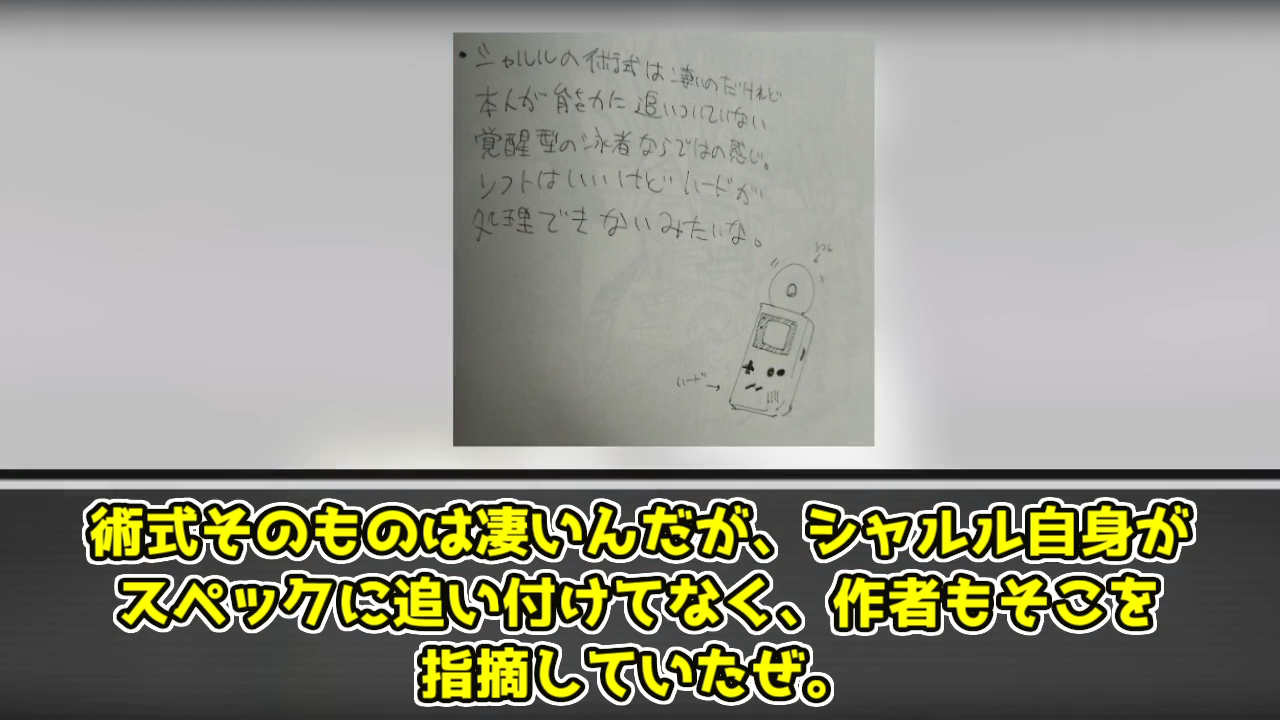 ・シャルルの術式は凄いのだけれど
本人が能力に追いついていない
覚醒型の泳者ならではの感じ。
ソフトはいいけどハードが
処理できないみたいな。
ソフト
ハード→
術式そのものは凄いんだが、シャルル自身が
スペックに追い付けてなく、作者もそこを
指摘していたぜ。